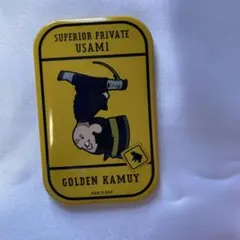 SUPERIOR PRIVATE
USAMI
GOLDEN KAMUY